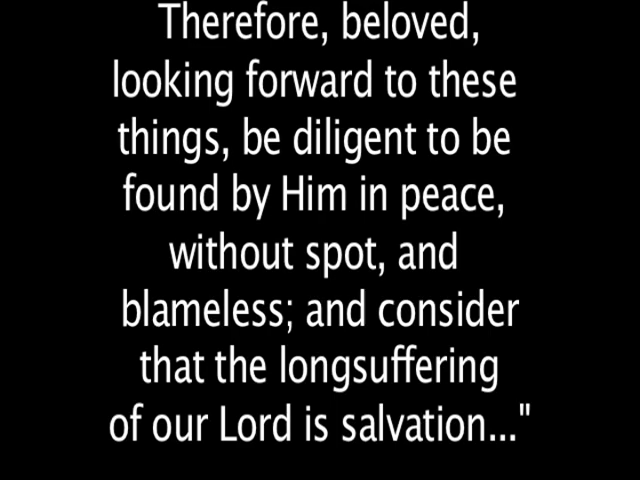 Therefore, beloved,
looking forward to these
things, be diligent to be
found by Him in peace,
without spot, and
blameless; and consider
that the longsuffering
of our Lord is salvation..."